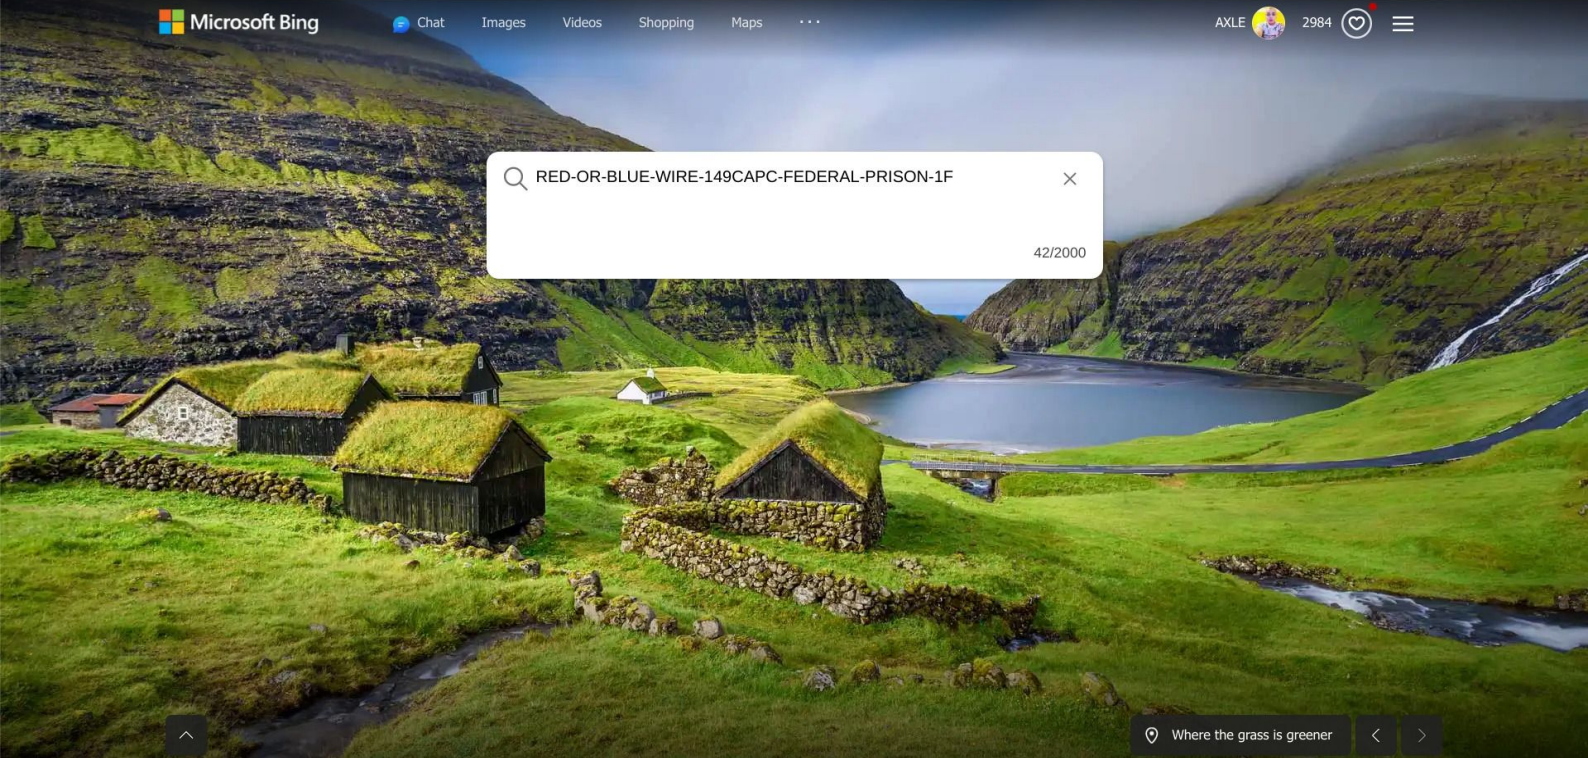 Microsoft Bing
Chat
Images
Videos
Shopping
Maps
...
AXLE
2984
RED-OR-BLUE-WIRE-149CAPC-FEDERAL-PRISON-1F
42/2000
Where the grass is greener